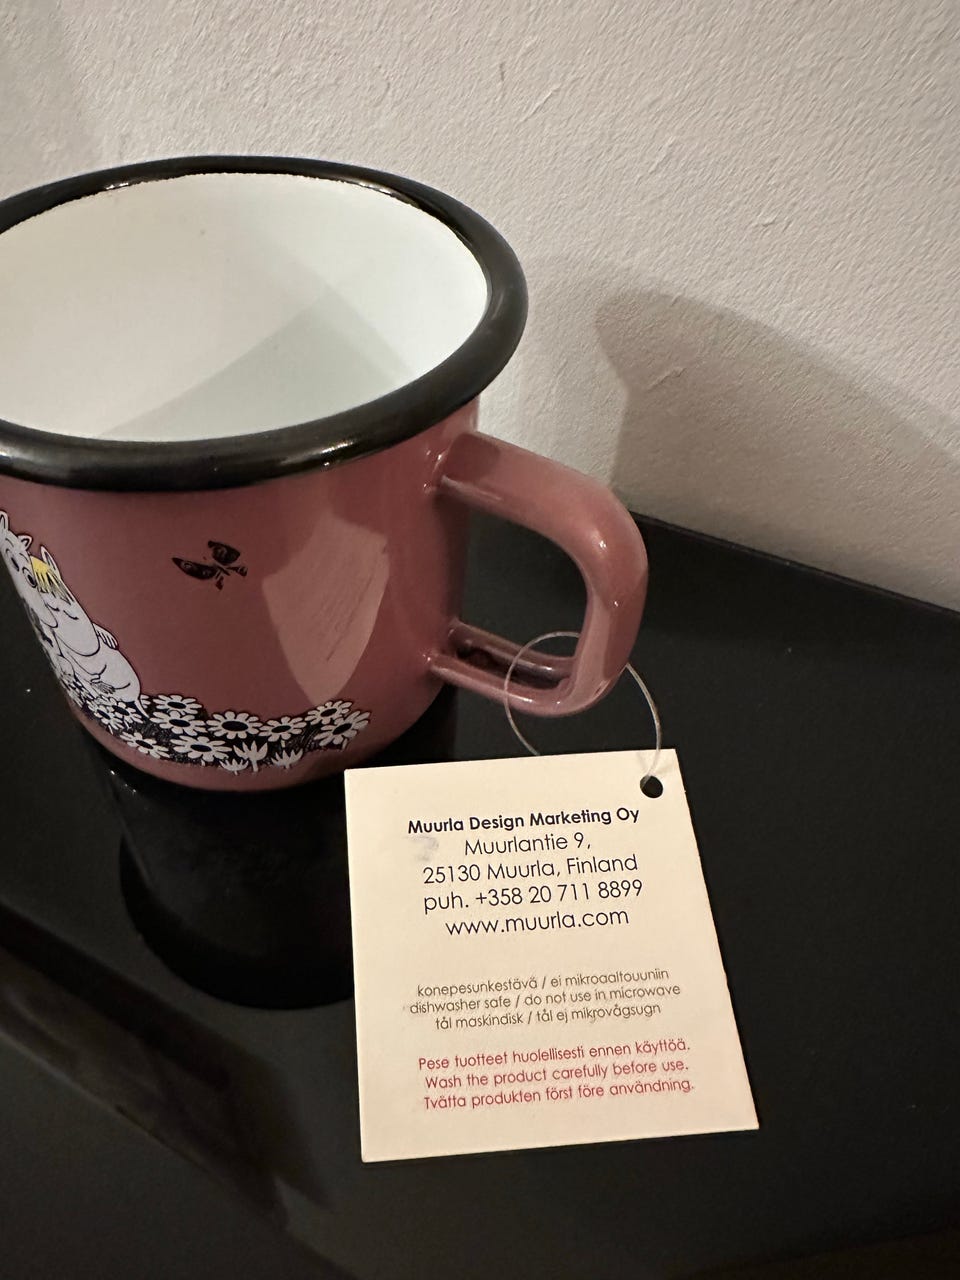 Muurla Design Marketing Oy
Muurlantie 9,
25130 Muurla, Finland
puh. +358 20 711 8899
www.muurla.com
konepesunkestävä / ei mikroaaltouuniin
dishwasher safe / do not use in microwave
tål maskindisk / tål ej mikrovågsugn
Pese tuotteet huolellisesti ennen käyttöä.
Wash the product carefully before use.
Tvätta produkten först före användning.